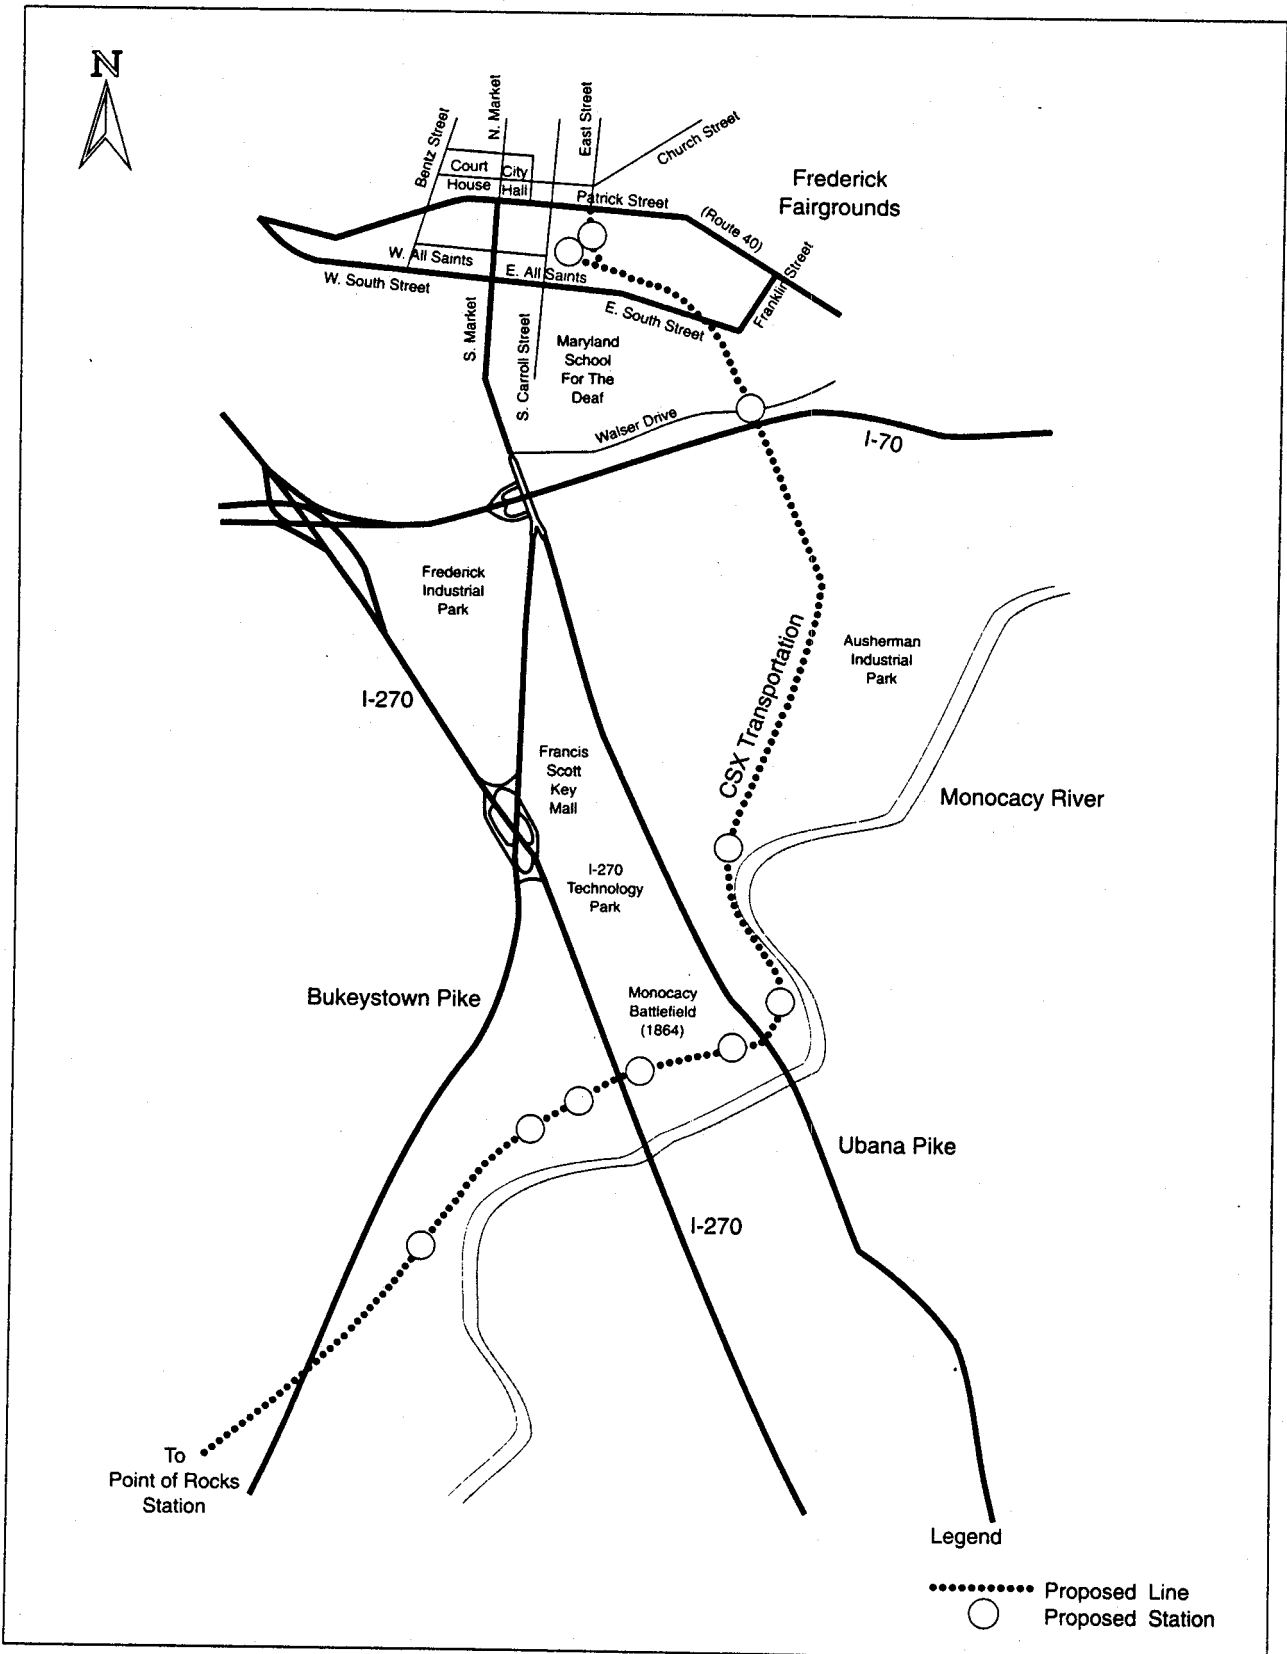 N
Bentz Street
N. Market
East Street
Church Street
Court
House
City
Hall
Patrick Street
(Route 40)
Frederick
Fairgrounds
W. All Saints
E. All Saints
W. South Street
E. South Street
Franklin Street
S. Market
S. Carroll Street
Maryland
School
For The
Deaf
Walser Drive
I-70
Frederick
Industrial
Park
Ausherman
Industrial
Park
CSX Transportation
I-270
Francis
Scott
Key
Mall
Monocacy River
I-270
Technology
Park
Bukeystown Pike
Monocacy
Battlefield
(1864)
Ubana Pike
I-270
To
Point of Rocks
Station
Legend
Proposed Line
Proposed Station